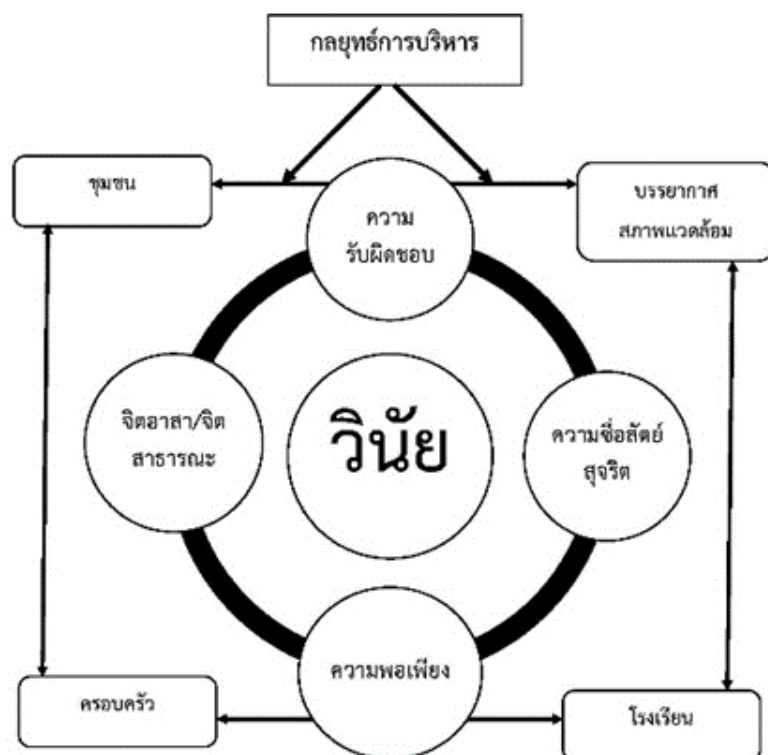 กลยุทธ์การบริหาร
ชุมชน
บรรยากาศ
สภาพแวดล้อม
ความ
รับผิดชอบ
จิตอาสา/จิต
สาธารณะ
วินัย
ความซื่อสัตย์
สุจริต
ความพอเพียง
ครอบครัว
โรงเรียน